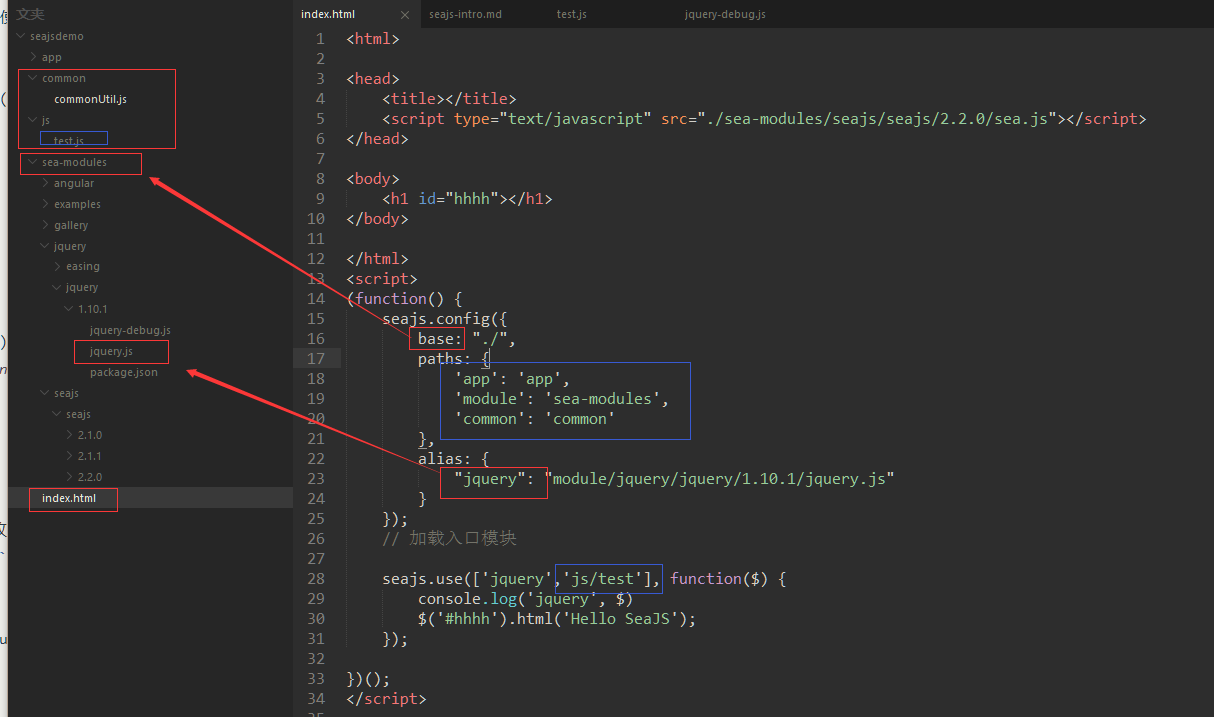 文夹
seajsdemo
app
common
commonUtil.js
js
test.js
sea-modules
angular
examples
gallery
jquery
easing
jquery
1.10.1
jquery-debug.js
jquery.js
package.json
seajs
seajs
2.1.0
2.1.1
2.2.0
index.html
index.html × seajs-intro.md test.js jquery-debug.js
1 <html>
2
3 <head>
4 <title></title>
5 <script type="text/javascript" src="./sea-modules/seajs/seajs/2.2.0/sea.js"></script>
6 </head>
7
8 <body>
9 <h1 id="hhhh"></h1>
10 </body>
11
12 </html>
13 <script>
14 (function() {
15 seajs.config({
16 base: "./",
17 paths: {
18 'app': 'app',
19 'module': 'sea-modules',
20 'common': 'common'
21 },
22 alias: {
23 "jquery": "module/jquery/jquery/1.10.1/jquery.js"
24 }
25 });
26 // 加载入口模块
27
28 seajs.use(['jquery','js/test'], function($) {
29 console.log('jquery', $)
30 $('#hhhh').html('Hello SeaJS');
31 });
32
33 })();
34 </script>
35